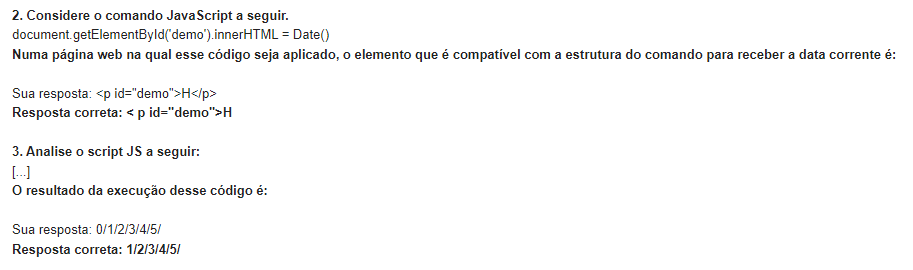 2. Considere o comando JavaScript a seguir.
document.getElementById('demo').innerHTML = Date()
Numa página web na qual esse código seja aplicado, o elemento que é compatível com a estrutura do comando para receber a data corrente é:
Sua resposta: <p id="demo">H</p>
Resposta correta: < p id="demo">H
3. Analise o script JS a seguir:
[...]
O resultado da execução desse código é:
Sua resposta: 0/1/2/3/4/5/
Resposta correta: 1/2/3/4/5/